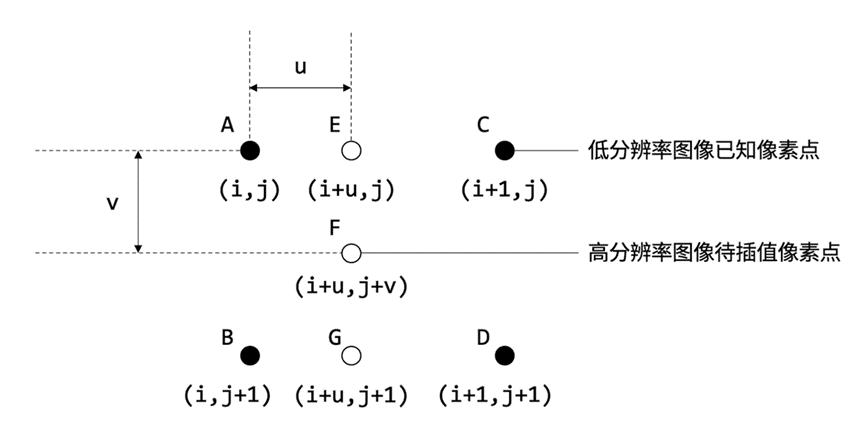 u
A E C
低分辨率图像已知像素点
(i,j) (i+u,j) (i+1,j)
v
F
高分辨率图像待插值像素点
(i+u,j+v)
B G D
(i,j+1) (i+u,j+1) (i+1,j+1)